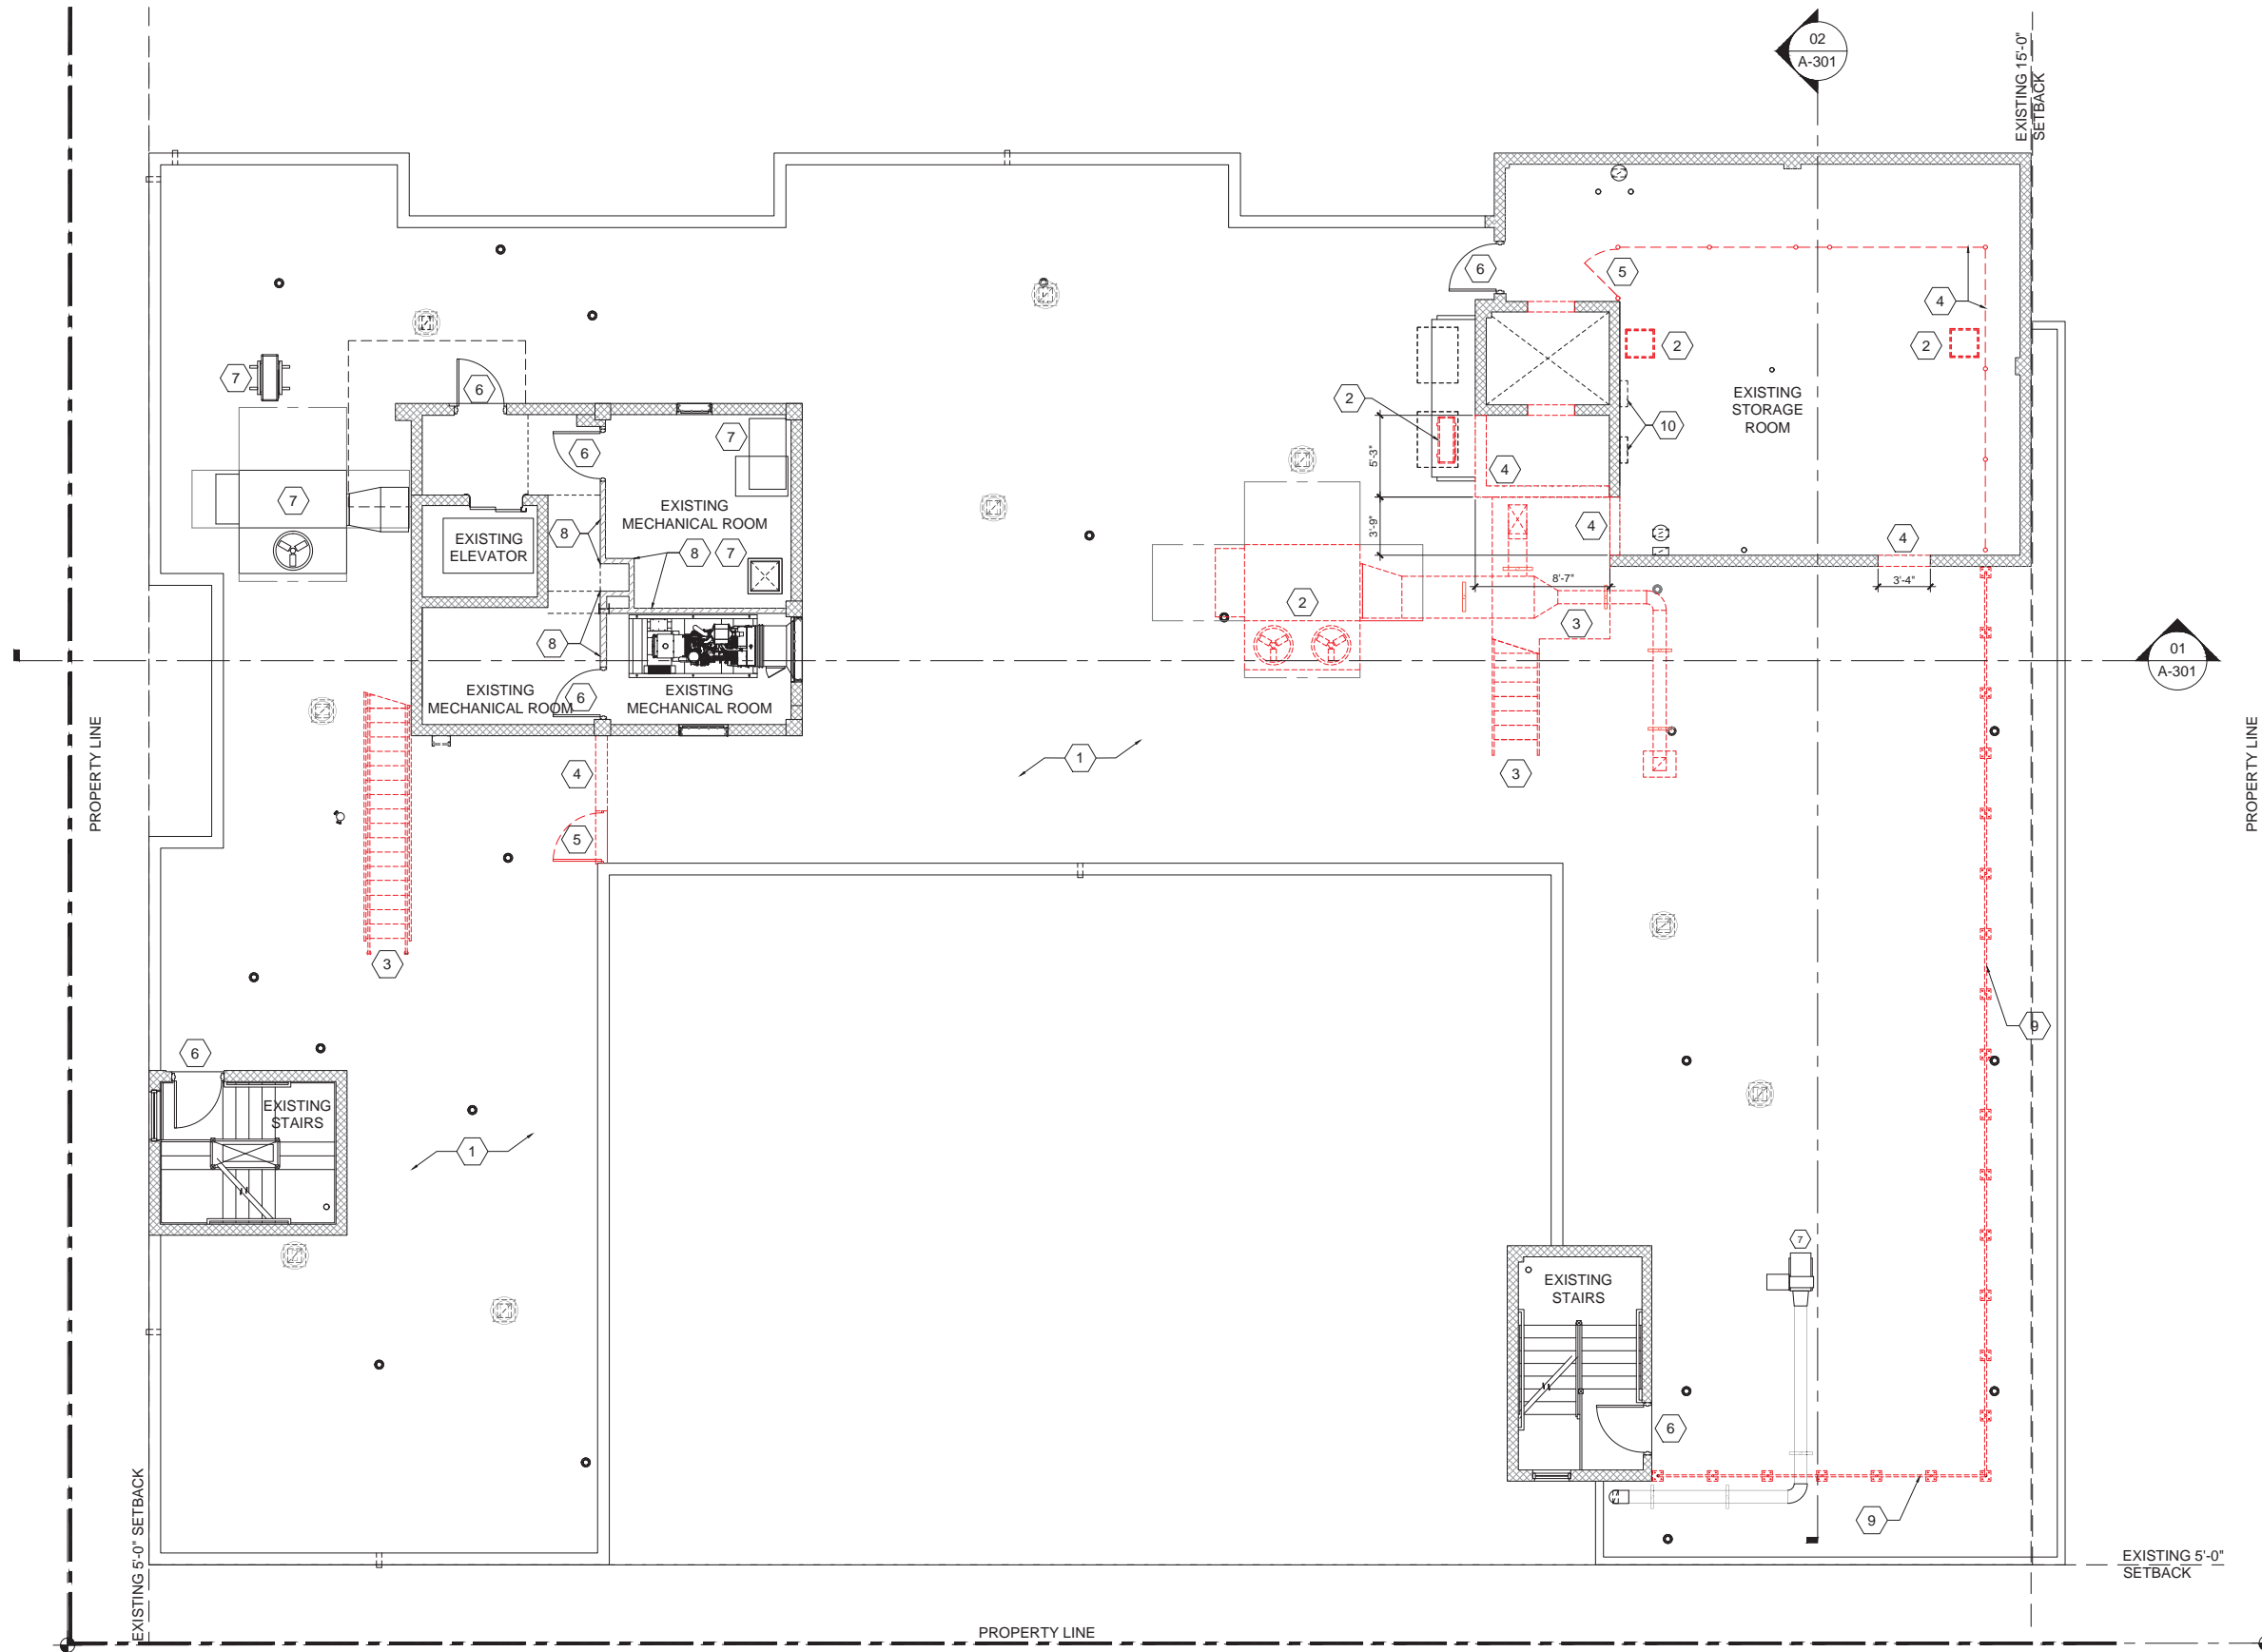 02
A-301
EXISTING 15'-0"
SETBACK
6
5
4
7
6
2
2
2
EXISTING
STORAGE
ROOM
10
7
6
5'-3"
4
7
EXISTING
MECHANICAL ROOM
EXISTING
ELEVATOR
8
8
7
3'-9"
4
4
8'-7"
3'-4"
2
3
8
01
A-301
EXISTING
MECHANICAL ROOM
6
EXISTING
MECHANICAL ROOM
PROPERTY LINE
PROPERTY LINE
1
4
3
5
3
9
6
EXISTING
STAIRS
1
7
EXISTING
STAIRS
6
9
EXISTING 5'-0" SETBACK
EXISTING 5'-0"
SETBACK
PROPERTY LINE